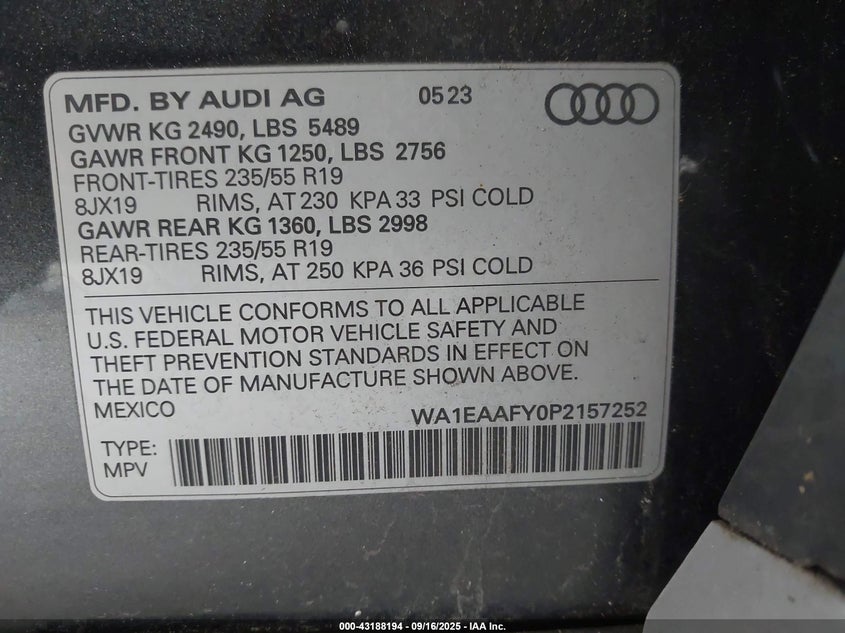 MFD. BY AUDI AG 05 23
GVWR KG 2490, LBS 5489
GAWR FRONT KG 1250, LBS 2756
FRONT-TIRES 235/55 R19
8JX19 RIMS, AT 230 KPA 33 PSI COLD
GAWR REAR KG 1360, LBS 2998
REAR-TIRES 235/55 R19
8JX19 RIMS, AT 250 KPA 36 PSI COLD
THIS VEHICLE CONFORMS TO ALL APPLICABLE
U.S. FEDERAL MOTOR VEHICLE SAFETY AND
THEFT PREVENTION STANDARDS IN EFFECT ON
THE DATE OF MANUFACTURE SHOWN ABOVE.
MEXICO WA1EAAFY0P2157252
TYPE:
MPV
000-43188194 - 09/16/2025 - IAA Inc.